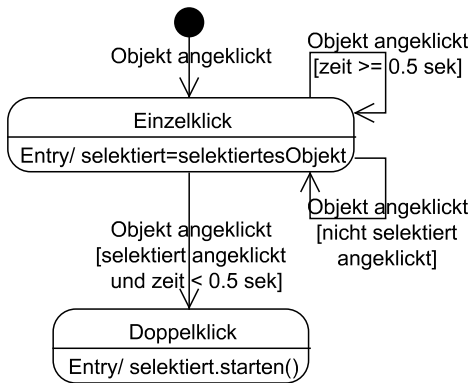 Objekt angeklickt
Objekt angeklickt
[zeit >= 0.5 sek]
Einzelklick
Entry/ selektiert=selektiertesObjekt
Objekt angeklickt
[nicht selektiert
angeklickt]
Objekt angeklickt
[selektiert angeklickt
und zeit < 0.5 sek]
Doppelklick
Entry/ selektiert.starten()